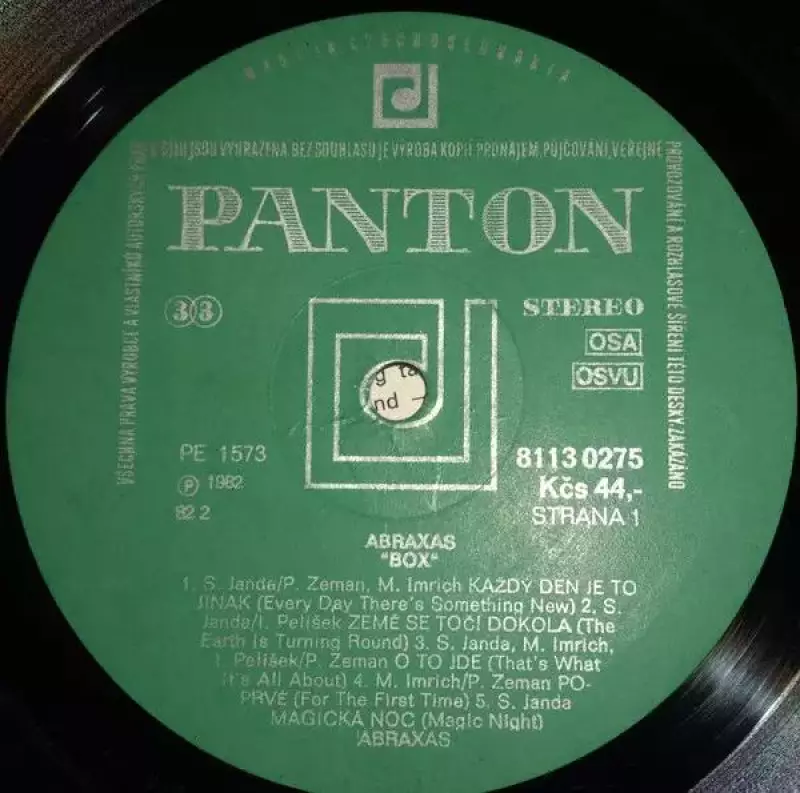 MADE IN CZECHOSLOVAKIA
VŠECHNA PRÁVA VÝROBCE A VLASTNÍKŮ AUTORSKÝCH PRÁV
K DÍLU JSOU VYHRAZENA. BEZ SOUHLASU JE VÝROBA KOPIÍ, PRONÁJEM, PŮJČOVÁNÍ, VEŘEJNÉ
PROVOZOVÁNÍ A ROZHLASOVÉ ŠÍŘENÍ TÉTO DESKY ZAKÁZÁNO
PANTON
33
STEREO
OSA
OSVU
g ta
nd –
PE 1573
℗ 1982
82 2
8113 0275
Kčs 44,-
STRANA 1
ABRAXAS
"BOX"
1. S. Janda/P. Zeman, M. Imrich KAŽDÝ DEN JE TO
JINAK (Every Day There's Something New) 2. S.
Janda/I. Pelíšek ZEMĚ SE TOČÍ DOKOLA (The
Earth Is Turning Round) 3. S. Janda, M. Imrich,
I. Pelíšek/P. Zeman O TO JDE (That's What
It's All About) 4. M. Imrich/P. Zeman PO-
PRVÉ (For The First Time) 5. S. Janda
MAGICKÁ NOC (Magic Night)
ABRAXAS